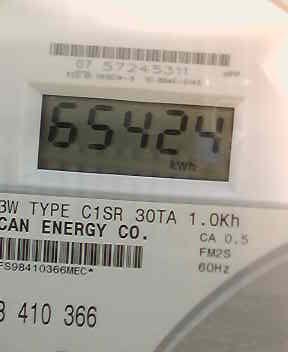 07 57245311
65424
kWh
3W TYPE C1SR 30TA 1.0Kh
CAN ENERGY CO.
CA 0.5
FM2S
60Hz
FS98410366MEC*
410 366